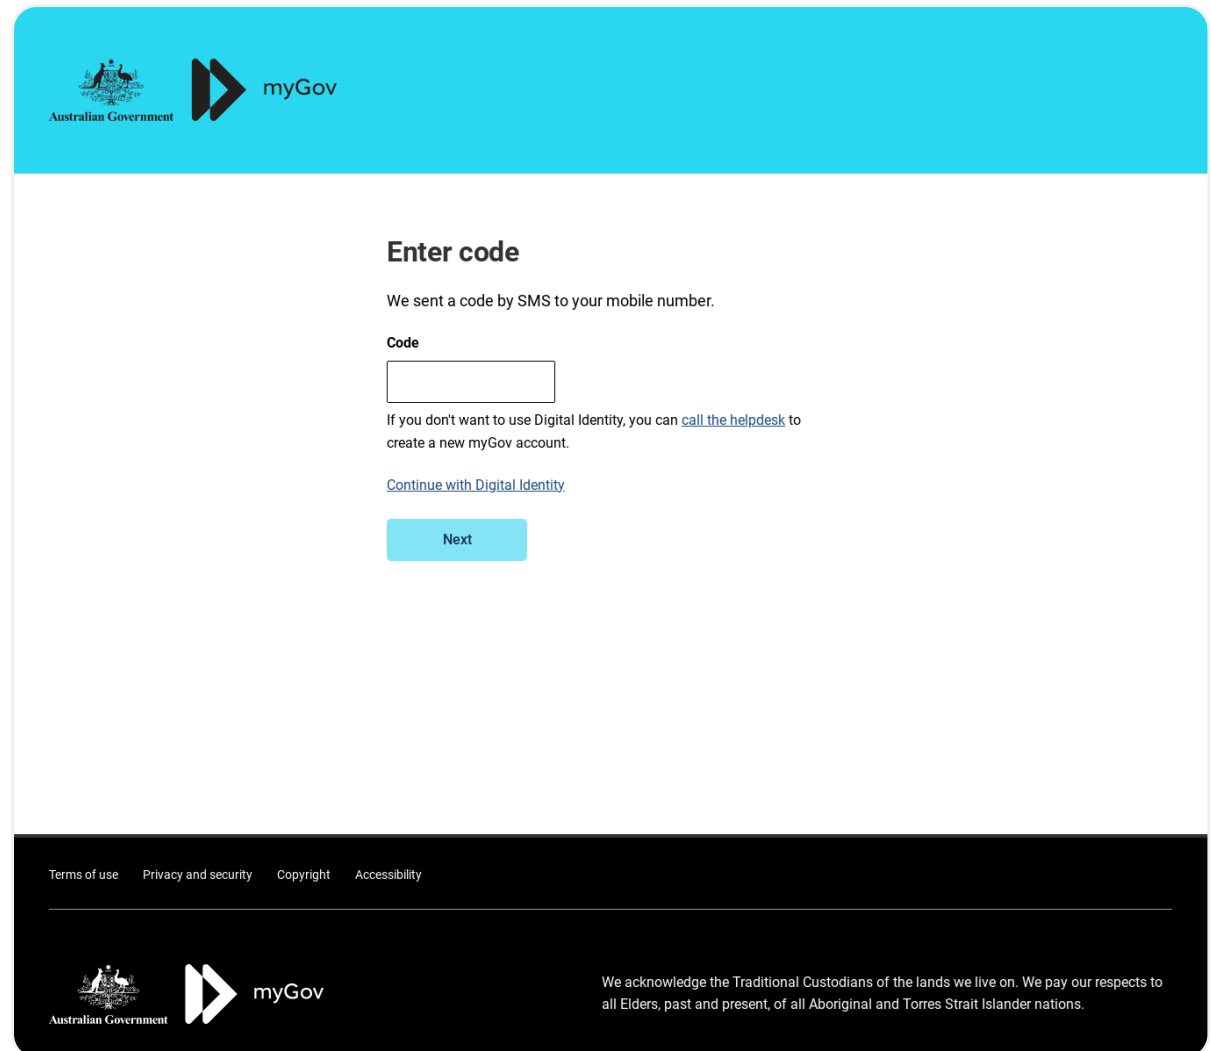 Australian Government
myGov
Enter code
We sent a code by SMS to your mobile number.
Code
If you don't want to use Digital Identity, you can call the helpdesk to
create a new myGov account.
Continue with Digital Identity
Next
Terms of use Privacy and security Copyright Accessibility
Australian Government
myGov
We acknowledge the Traditional Custodians of the lands we live on. We pay our respects to
all Elders, past and present, of all Aboriginal and Torres Strait Islander nations.